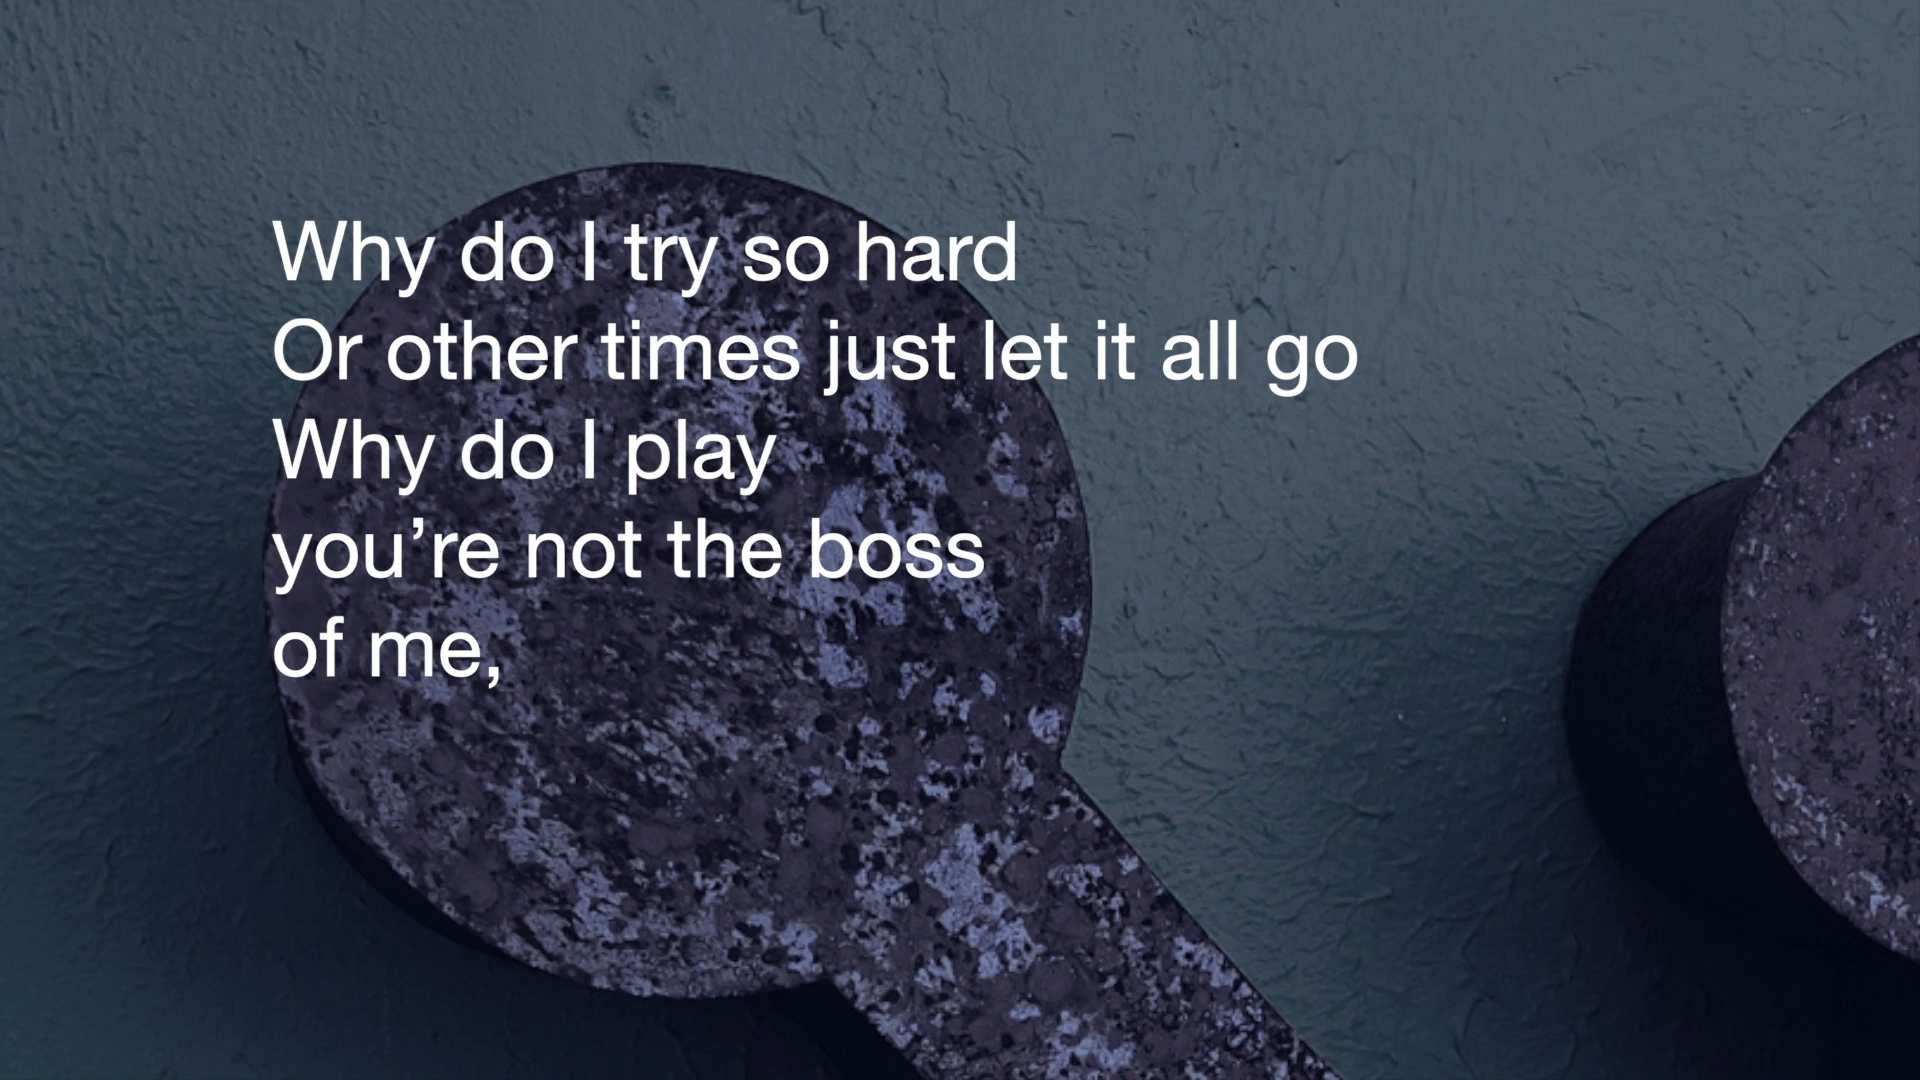 Why do I try so hard
Or other times just let it all go
Why do I play
you’re not the boss
of me,